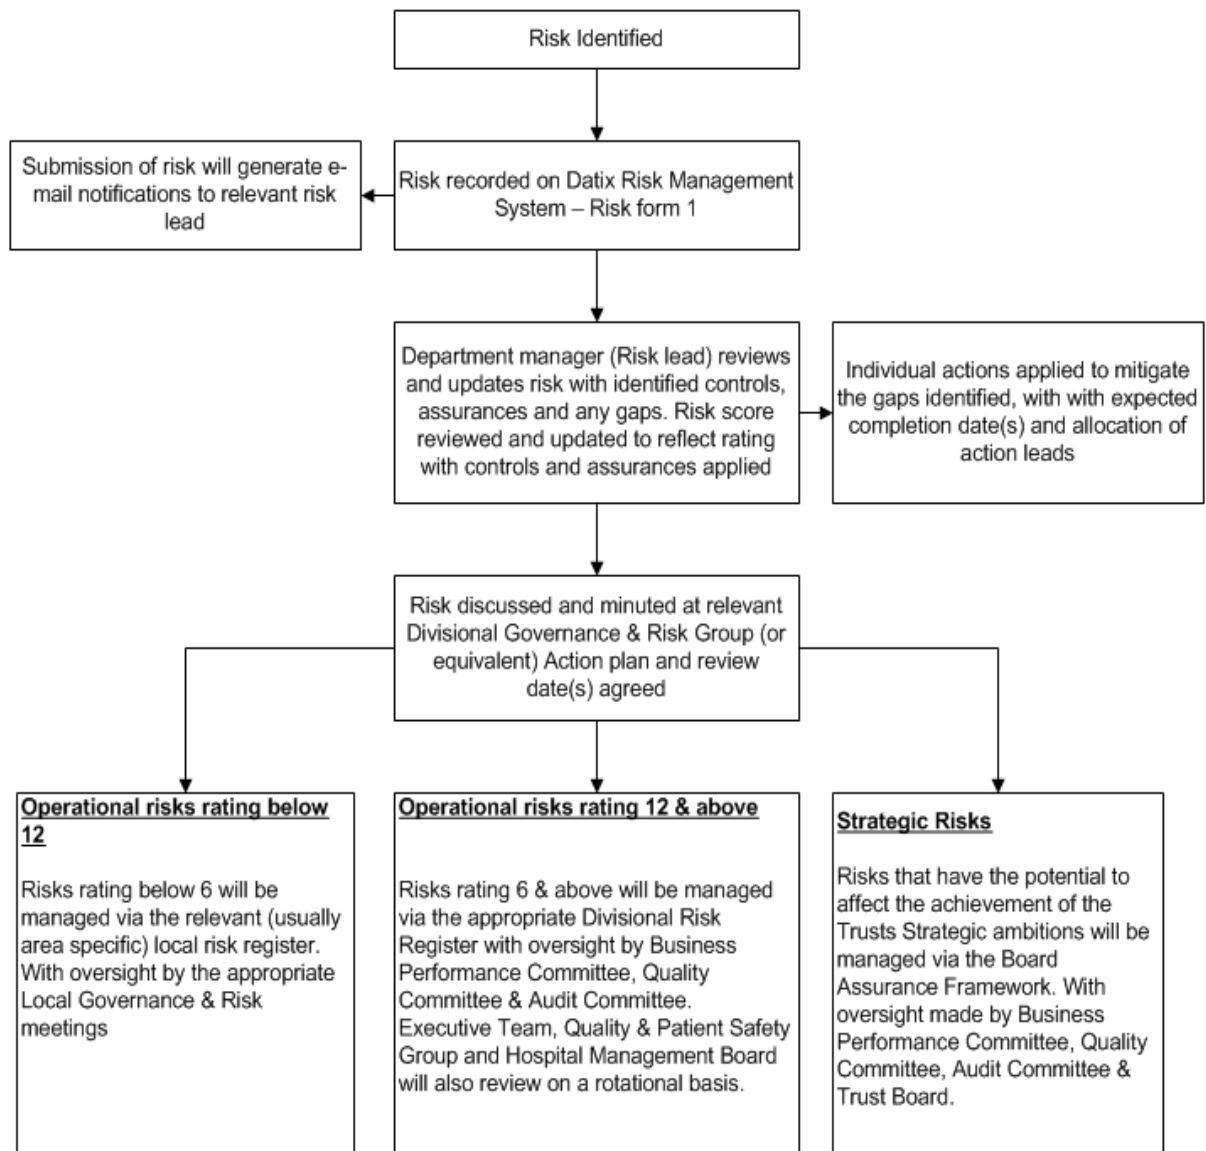 Risk Identified
Submission of risk will generate e-
mail notifications to relevant risk
lead
Risk recorded on Datix Risk Management
System – Risk form 1
Department manager (Risk lead) reviews
and updates risk with identified controls,
assurances and any gaps. Risk score
reviewed and updated to reflect rating
with controls and assurances applied
Individual actions applied to mitigate
the gaps identified, with with expected
completion date(s) and allocation of
action leads
Risk discussed and minuted at relevant
Divisional Governance & Risk Group (or
equivalent) Action plan and review
date(s) agreed
Operational risks rating below
12
Risks rating below 6 will be
managed via the relevant (usually
area specific) local risk register.
With oversight by the appropriate
Local Governance & Risk
meetings
Operational risks rating 12 & above
Risks rating 6 & above will be managed
via the appropriate Divisional Risk
Register with oversight by Business
Performance Committee, Quality
Committee & Audit Committee.
Executive Team, Quality & Patient Safety
Group and Hospital Management Board
will also review on a rotational basis.
Strategic Risks
Risks that have the potential to
affect the achievement of the
Trusts Strategic ambitions will be
managed via the Board
Assurance Framework. With
oversight made by Business
Performance Committee, Quality
Committee, Audit Committee &
Trust Board.